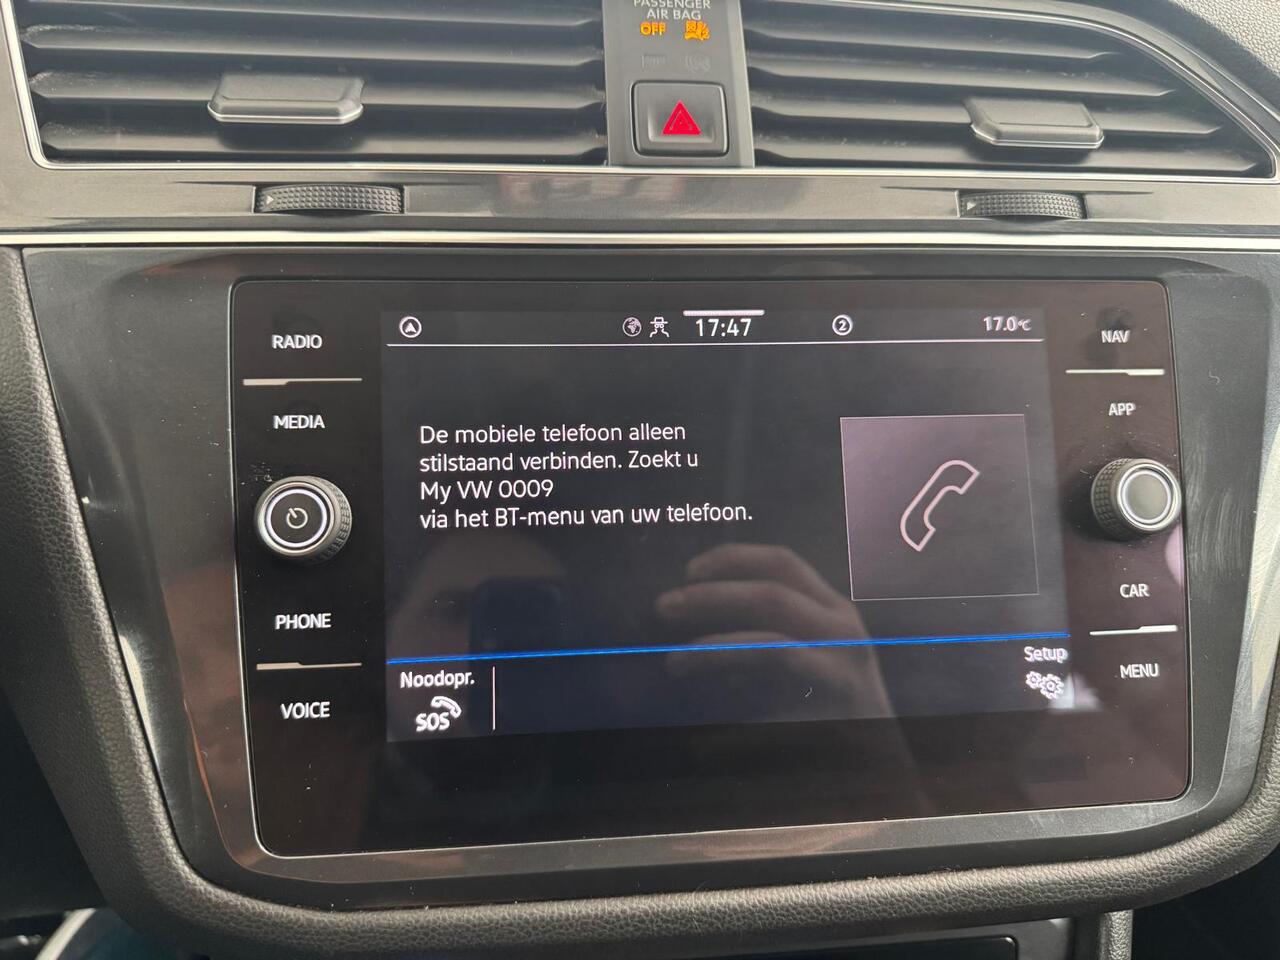 PASSENGER
AIR BAG
OFF
RADIO
MEDIA
PHONE
VOICE
17:47
2
17.0°C
De mobiele telefoon alleen
stilstaand verbinden. Zoekt u
My VW 0009
via het BT-menu van uw telefoon.
Noodopr.
SOS
Setup
NAV
APP
CAR
MENU